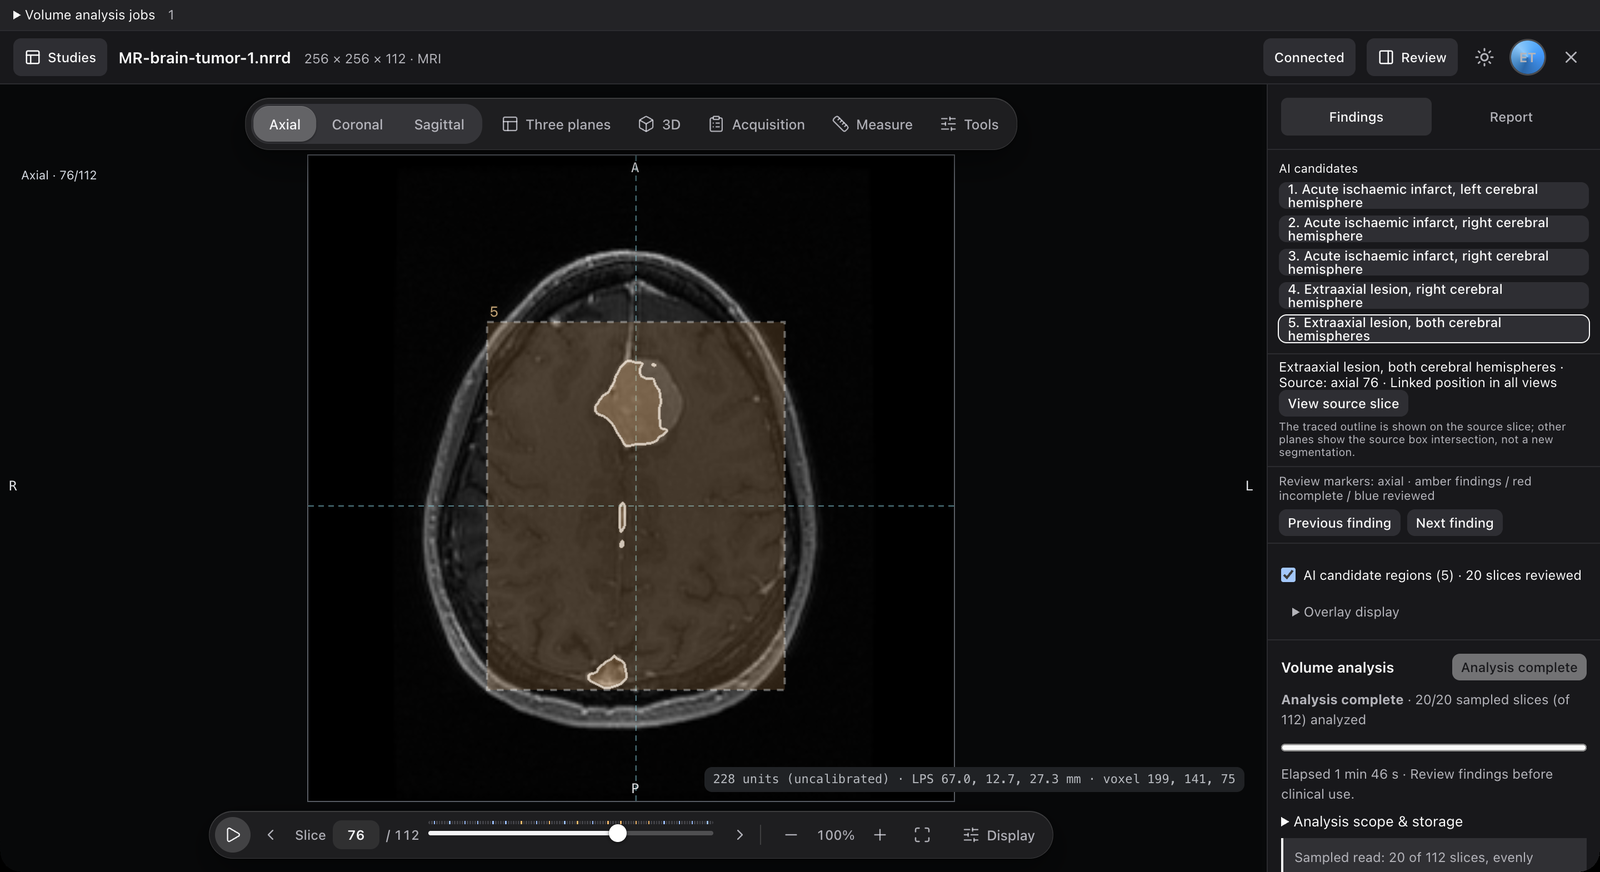 Volume analysis jobs 1
Studies
MR-brain-tumor-1.nrrd
256 × 256 × 112 · MRI
Connected
Review
Axial
Coronal
Sagittal
Three planes
3D
Acquisition
Measure
Tools
Axial · 76/112
A
5
R
L
P
228 units (uncalibrated) · LPS 67.0, 12.7, 27.3 mm · voxel 199, 141, 75
Slice
76
/ 112
100%
Display
Findings
Report
AI candidates
1. Acute ischaemic infarct, left cerebral
hemisphere
2. Acute ischaemic infarct, right cerebral
hemisphere
3. Acute ischaemic infarct, right cerebral
hemisphere
4. Extraaxial lesion, right cerebral
hemisphere
5. Extraaxial lesion, both cerebral
hemispheres
Extraaxial lesion, both cerebral hemispheres ·
Source: axial 76 · Linked position in all views
View source slice
The traced outline is shown on the source slice; other
planes show the source box intersection, not a new
segmentation.
Review markers: axial · amber findings / red
incomplete / blue reviewed
Previous finding
Next finding
AI candidate regions (5) · 20 slices reviewed
Overlay display
Volume analysis
Analysis complete
Analysis complete · 20/20 sampled slices (of
112) analyzed
Elapsed 1 min 46 s · Review findings before
clinical use.
Analysis scope & storage
Sampled read: 20 of 112 slices, evenly